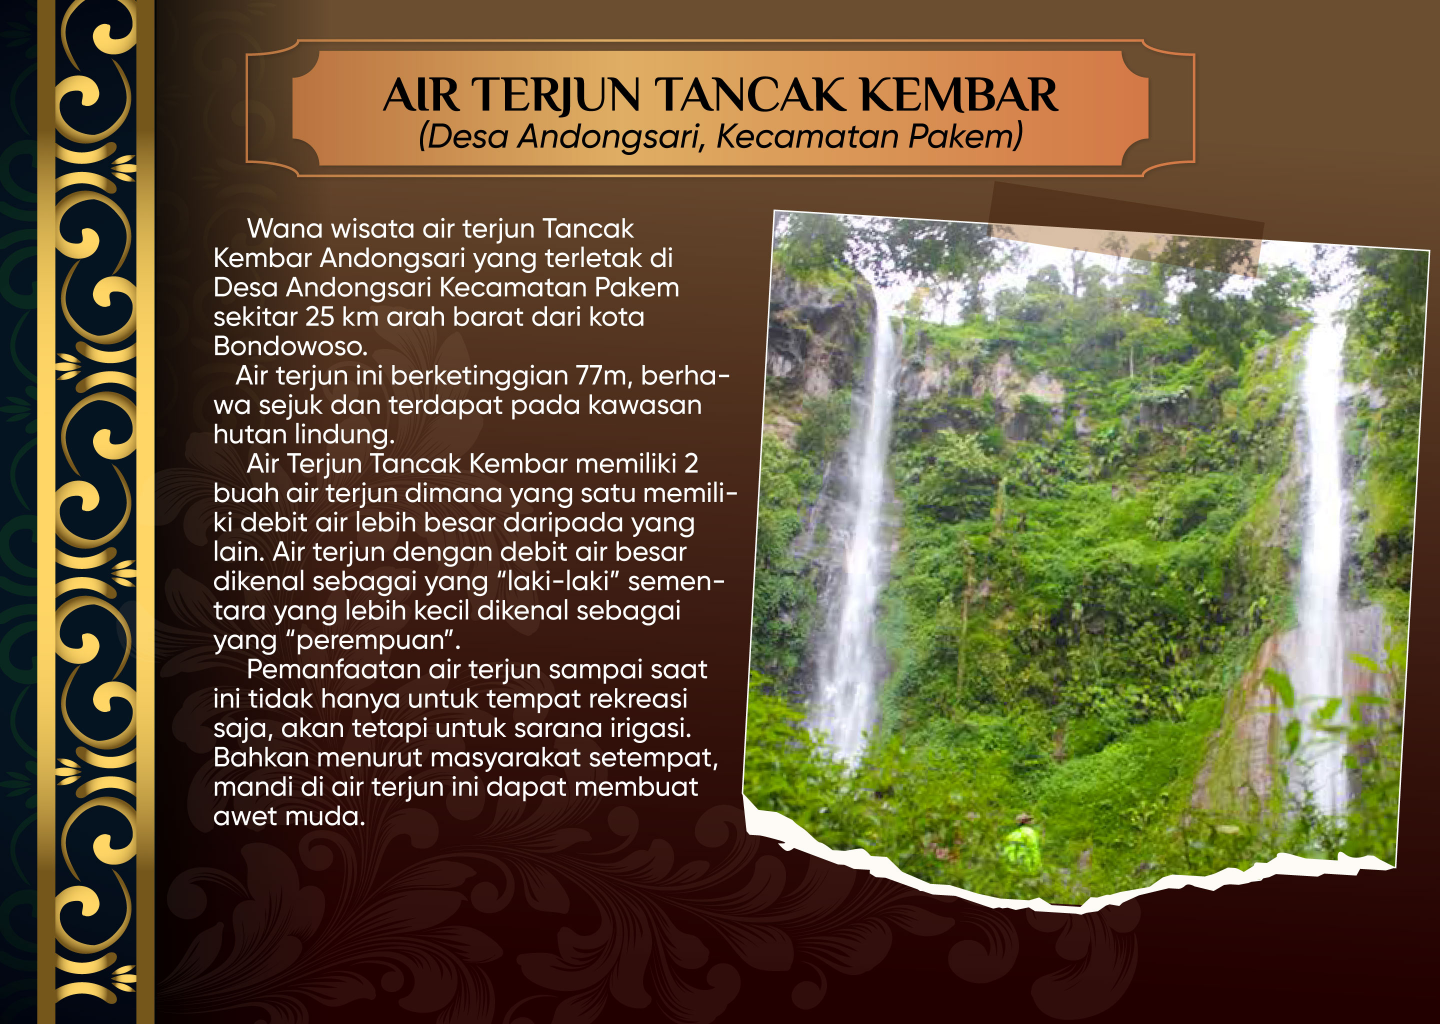 AIR TERJUN TANCAK KEMBAR
(Desa Andongsari, Kecamatan Pakem)
Wana wisata air terjun Tancak
Kembar Andongsari yang terletak di
Desa Andongsari Kecamatan Pakem
sekitar 25 km arah barat dari kota
Bondowoso.
Air terjun ini berketinggian 77m, berha-
wa sejuk dan terdapat pada kawasan
hutan lindung.
Air Terjun Tancak Kembar memiliki 2
buah air terjun dimana yang satu memili-
ki debit air lebih besar daripada yang
lain. Air terjun dengan debit air besar
dikenal sebagai yang “laki-laki” semen-
tara yang lebih kecil dikenal sebagai
yang “perempuan”.
Pemanfaatan air terjun sampai saat
ini tidak hanya untuk tempat rekreasi
saja, akan tetapi untuk sarana irigasi.
Bahkan menurut masyarakat setempat,
mandi di air terjun ini dapat membuat
awet muda.